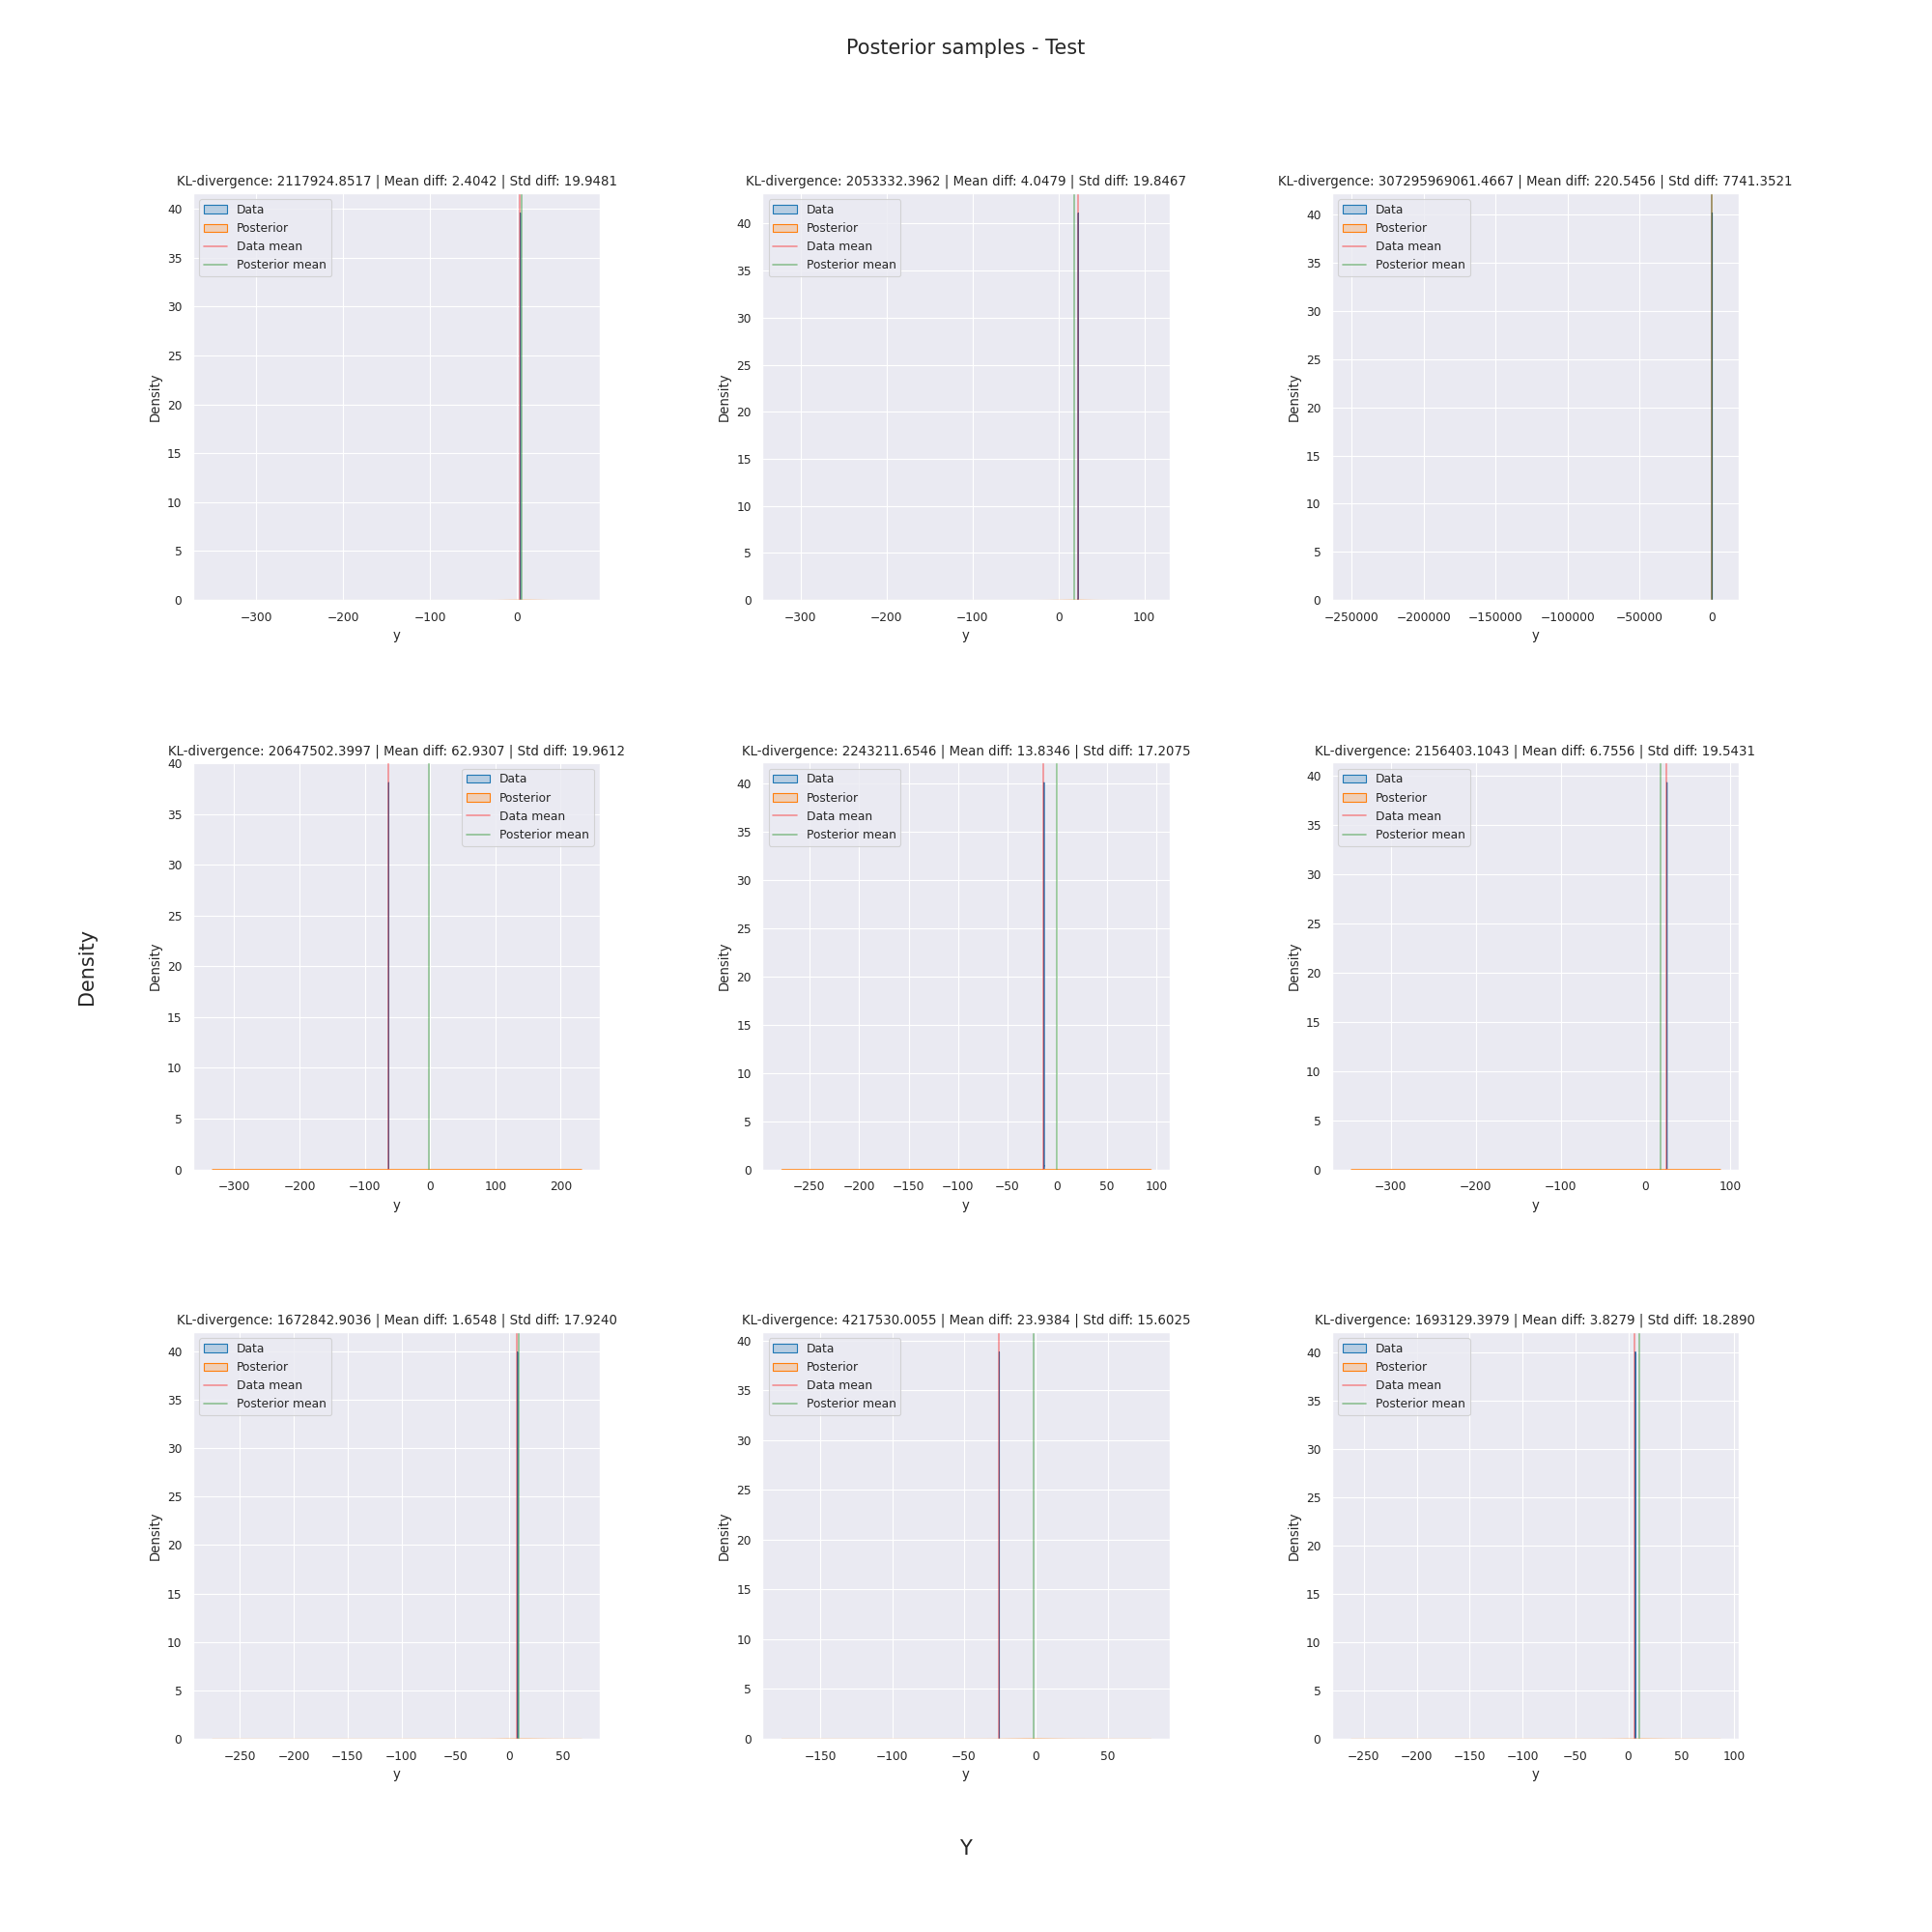 Posterior samples - Test
KL-divergence: 2117924.8517 | Mean diff: 2.4042 | Std diff: 19.9481
Data
Posterior
Data mean
Posterior mean
40
35
30
25
20
15
10
5
0
Density
−300 −200 −100 0
y
KL-divergence: 2053332.3962 | Mean diff: 4.0479 | Std diff: 19.8467
Data
Posterior
Data mean
Posterior mean
40
35
30
25
20
15
10
5
0
Density
−300 −200 −100 0 100
y
KL-divergence: 307295969061.4667 | Mean diff: 220.5456 | Std diff: 7741.3521
Data
Posterior
Data mean
Posterior mean
40
35
30
25
20
15
10
5
0
Density
−250000 −200000 −150000 −100000 −50000 0
y
KL-divergence: 20647502.3997 | Mean diff: 62.9307 | Std diff: 19.9612
Data
Posterior
Data mean
Posterior mean
40
35
30
25
20
15
10
5
0
Density
−300 −200 −100 0 100 200
y
KL-divergence: 2243211.6546 | Mean diff: 13.8346 | Std diff: 17.2075
Data
Posterior
Data mean
Posterior mean
40
35
30
25
20
15
10
5
0
Density
−250 −200 −150 −100 −50 0 50 100
y
KL-divergence: 2156403.1043 | Mean diff: 6.7556 | Std diff: 19.5431
Data
Posterior
Data mean
Posterior mean
40
35
30
25
20
15
10
5
0
Density
−300 −200 −100 0 100
y
Density
KL-divergence: 1672842.9036 | Mean diff: 1.6548 | Std diff: 17.9240
Data
Posterior
Data mean
Posterior mean
40
35
30
25
20
15
10
5
0
Density
−250 −200 −150 −100 −50 0 50
y
KL-divergence: 4217530.0055 | Mean diff: 23.9384 | Std diff: 15.6025
Data
Posterior
Data mean
Posterior mean
40
35
30
25
20
15
10
5
0
Density
−150 −100 −50 0 50
y
KL-divergence: 1693129.3979 | Mean diff: 3.8279 | Std diff: 18.2890
Data
Posterior
Data mean
Posterior mean
40
35
30
25
20
15
10
5
0
Density
−250 −200 −150 −100 −50 0 50 100
y
Y